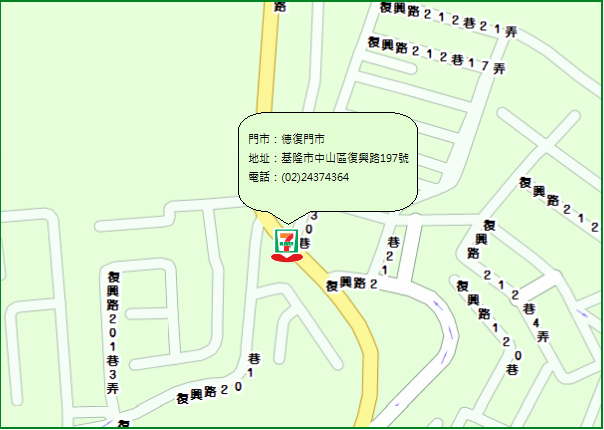 路
復興路212巷21弄
復興路212巷17弄
門市：德復門市
地址：基隆市中山區復興路197號
電話：(02)24374364
復興路212
30巷
7
巷21
復興路2
復興路212巷4弄
復興路120巷
復興路201巷3弄
巷1
復興路201
復